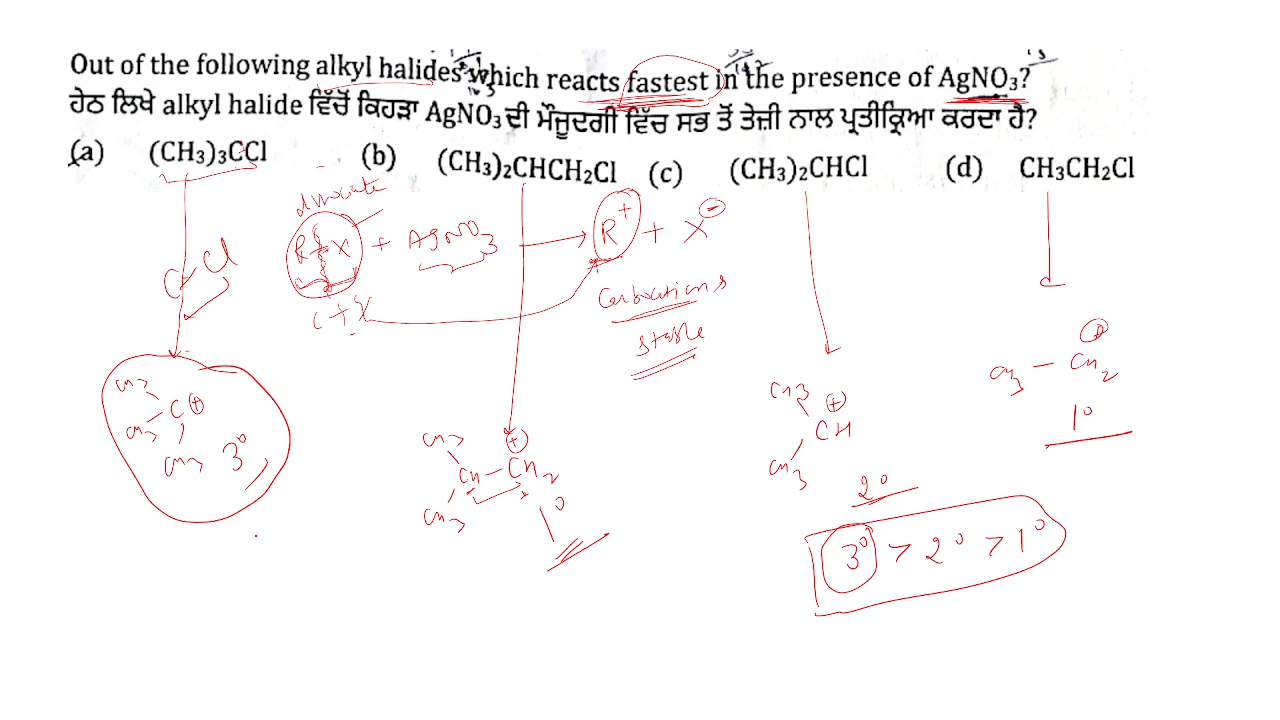 Out of the following alkyl halides which reacts fastest in the presence of AgNO₃?
ਹੇਠ ਲਿਖੇ alkyl halide ਵਿੱਚੋਂ ਕਿਹੜਾ AgNO₃ ਦੀ ਮੌਜੂਦਗੀ ਵਿੱਚ ਸਭ ਤੋਂ ਤੇਜ਼ੀ ਨਾਲ ਪ੍ਰਤੀਕ੍ਰਿਆ ਕਰਦਾ ਹੈ?
(a) (CH₃)₃CCl (b) (CH₃)₂CHCH₂Cl (c) (CH₃)₂CHCl (d) CH₃CH₂Cl
dissociate
R-X + AgNO₃ → R⁺ + X⊖
C Cl
Carbocations
stable
CH₃
CH₃ C⊕
CH₃ 3°
CH₃
CH-CH₂ ⊕
CH₃
1°
CH₃
CH ⊕
CH₃
2°
CH₃ — CH₂ ⊕
1°
3° > 2° > 1°